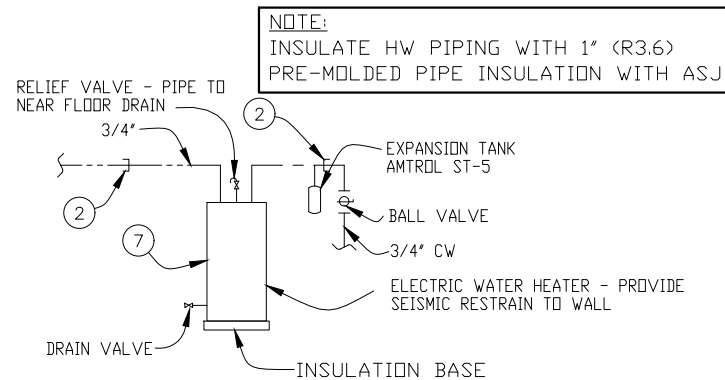 NOTE:
INSULATE HW PIPING WITH 1" (R3.6)
PRE-MOLDED PIPE INSULATION WITH ASJ
RELIEF VALVE - PIPE TO
NEAR FLOOR DRAIN
3/4"
2
2
EXPANSION TANK
AMTROL ST-5
BALL VALVE
3/4" CW
7
ELECTRIC WATER HEATER - PROVIDE
SEISMIC RESTRAIN TO WALL
DRAIN VALVE
INSULATION BASE